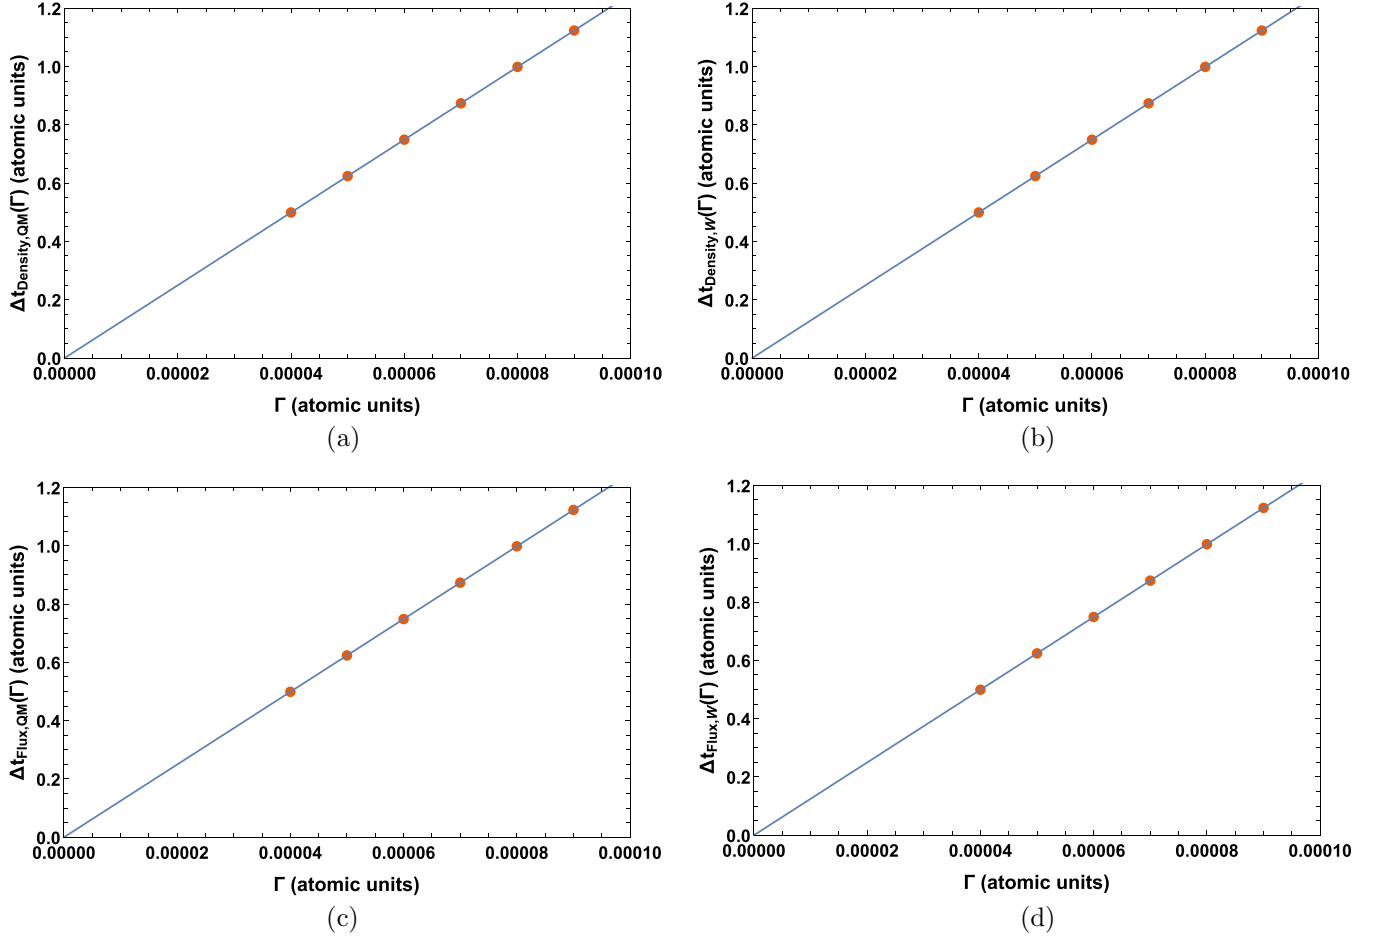 1.2
1.0
0.8
0.6
0.4
0.2
0.0
Δt_Density,QM(Γ) (atomic units)
0.00000 0.00002 0.00004 0.00006 0.00008 0.00010
Γ (atomic units)
(a)
1.2
1.0
0.8
0.6
0.4
0.2
0.0
Δt_Density,W(Γ) (atomic units)
0.00000 0.00002 0.00004 0.00006 0.00008 0.00010
Γ (atomic units)
(b)
1.2
1.0
0.8
0.6
0.4
0.2
0.0
Δt_Flux,QM(Γ) (atomic units)
0.00000 0.00002 0.00004 0.00006 0.00008 0.00010
Γ (atomic units)
(c)
1.2
1.0
0.8
0.6
0.4
0.2
0.0
Δt_Flux,W(Γ) (atomic units)
0.00000 0.00002 0.00004 0.00006 0.00008 0.00010
Γ (atomic units)
(d)